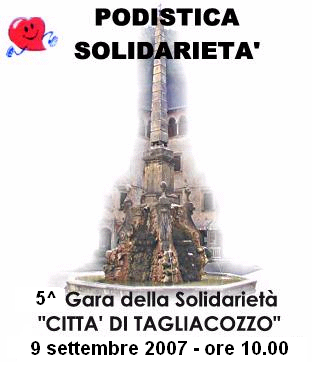 PODISTICA
SOLIDARIETA'
5^ Gara della Solidarietà
"CITTA' DI TAGLIACOZZO"
9 settembre 2007 - ore 10.00